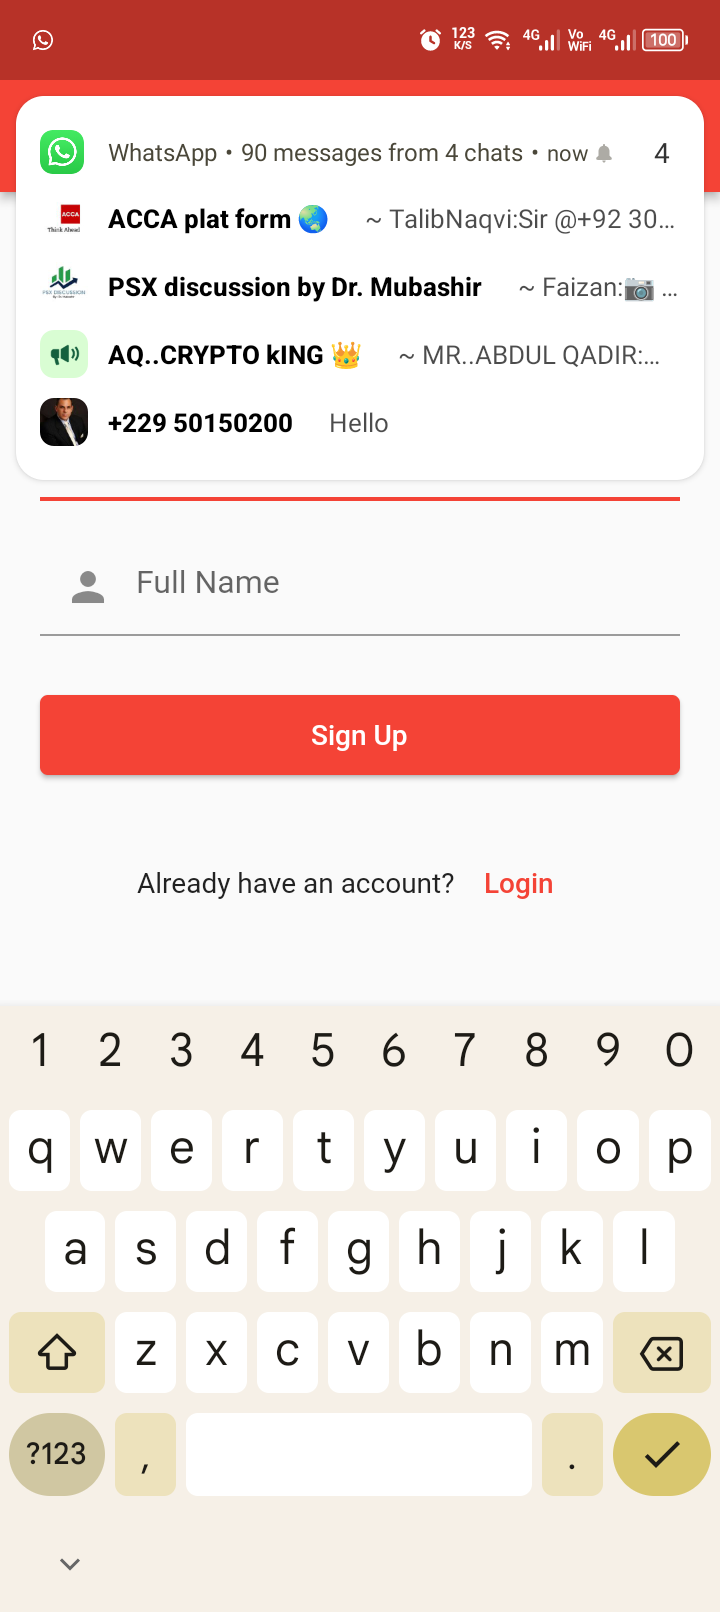 123
K/S
4G
Vo
WiFi
4G
100
WhatsApp • 90 messages from 4 chats • now 4
ACCA
Think Ahead
ACCA plat form 🌏 ~ TalibNaqvi:Sir @+92 30...
PSX DISCUSSION
PSX discussion by Dr. Mubashir ~ Faizan:📷 ...
AQ..CRYPTO kING 👑 ~ MR..ABDUL QADIR:...
+229 50150200 Hello
Full Name
Sign Up
Already have an account? Login
1 2 3 4 5 6 7 8 9 0
q w e r t y u i o p
a s d f g h j k l
z x c v b n m
?123 , .